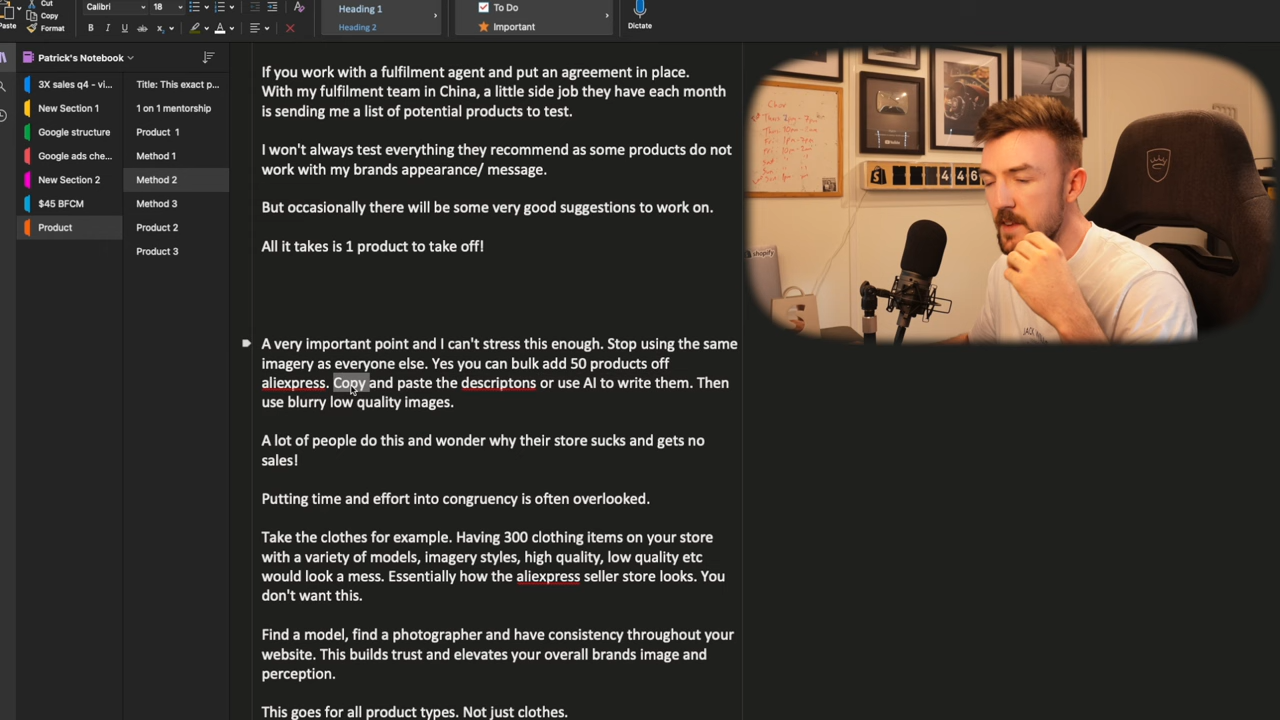 Cut
Paste
Copy
Format
Calibri
18
B I U ab x
A
Heading 1
Heading 2
To Do
Important
Dictate
Patrick's Notebook
3X sales q4 - vi...
New Section 1
Google structure
Google ads che...
New Section 2
$45 BFCM
Product
Title: This exact p...
1 on 1 mentorship
Product 1
Method 1
Method 2
Method 3
Product 2
Product 3
If you work with a fulfilment agent and put an agreement in place.
With my fulfilment team in China, a little side job they have each month
is sending me a list of potential products to test.
I won't always test everything they recommend as some products do not
work with my brands appearance/ message.
But occasionally there will be some very good suggestions to work on.
All it takes is 1 product to take off!
A very important point and I can't stress this enough. Stop using the same
imagery as everyone else. Yes you can bulk add 50 products off
aliexpress. Copy and paste the descriptons or use AI to write them. Then
use blurry low quality images.
A lot of people do this and wonder why their store sucks and gets no
sales!
Putting time and effort into congruency is often overlooked.
Take the clothes for example. Having 300 clothing items on your store
with a variety of models, imagery styles, high quality, low quality etc
would look a mess. Essentially how the aliexpress seller store looks. You
don't want this.
Find a model, find a photographer and have consistency throughout your
website. This builds trust and elevates your overall brands image and
perception.
This goes for all product types. Not just clothes.
4 4 6
shopify